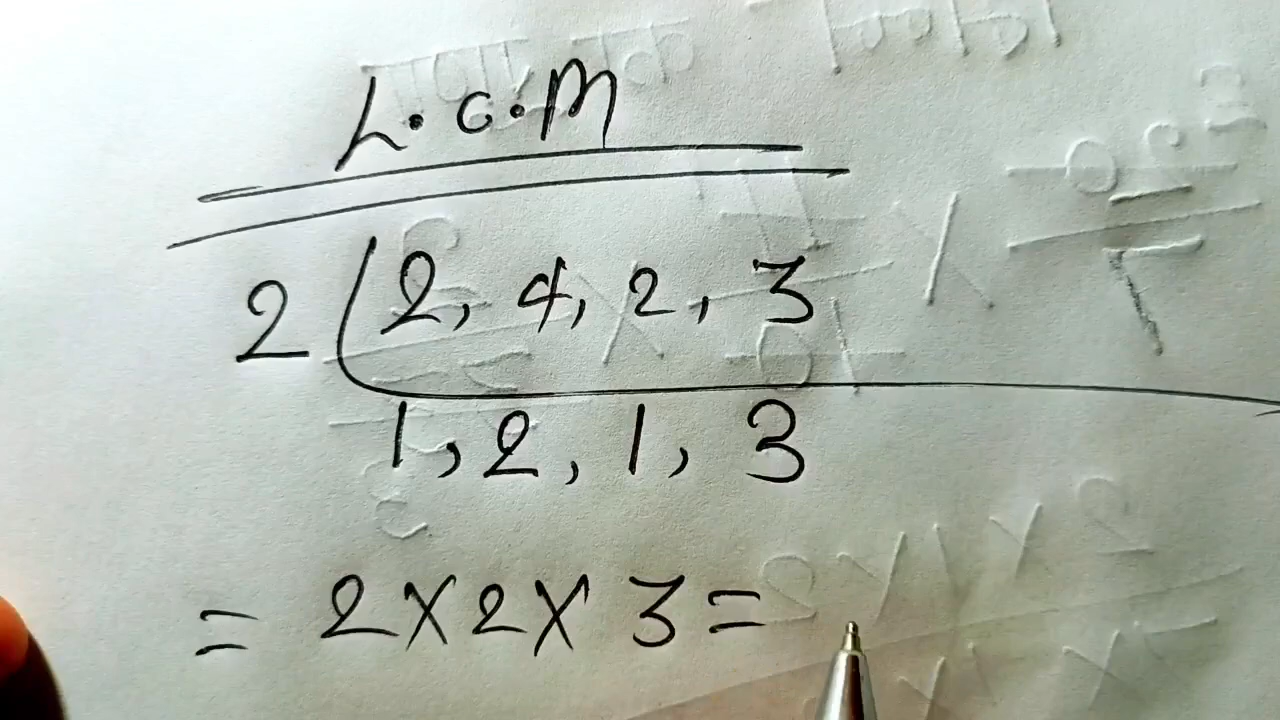 L.C.M
2 ( 2, 4, 2, 3
1, 2, 1, 3
= 2 X 2 X 3 =